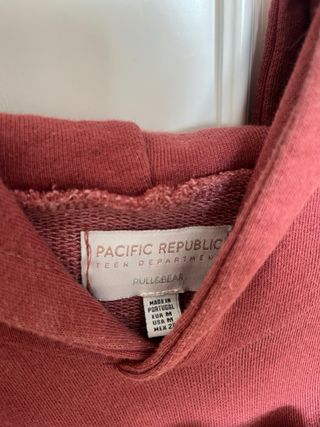 PACIFIC REPUBLIC
TEEN DEPARTMENT
PULL&BEAR
MADE IN
PORTUGAL
EUR M
USA M
MEX